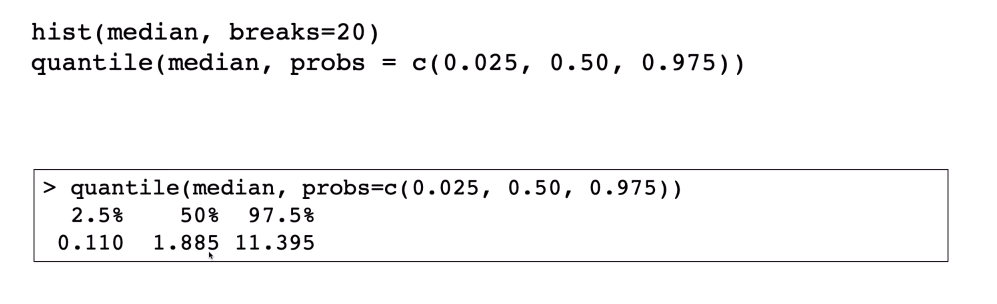 hist(median, breaks=20)
quantile(median, probs = c(0.025, 0.50, 0.975))
> quantile(median, probs=c(0.025, 0.50, 0.975))
2.5% 50% 97.5%
0.110 1.885 11.395